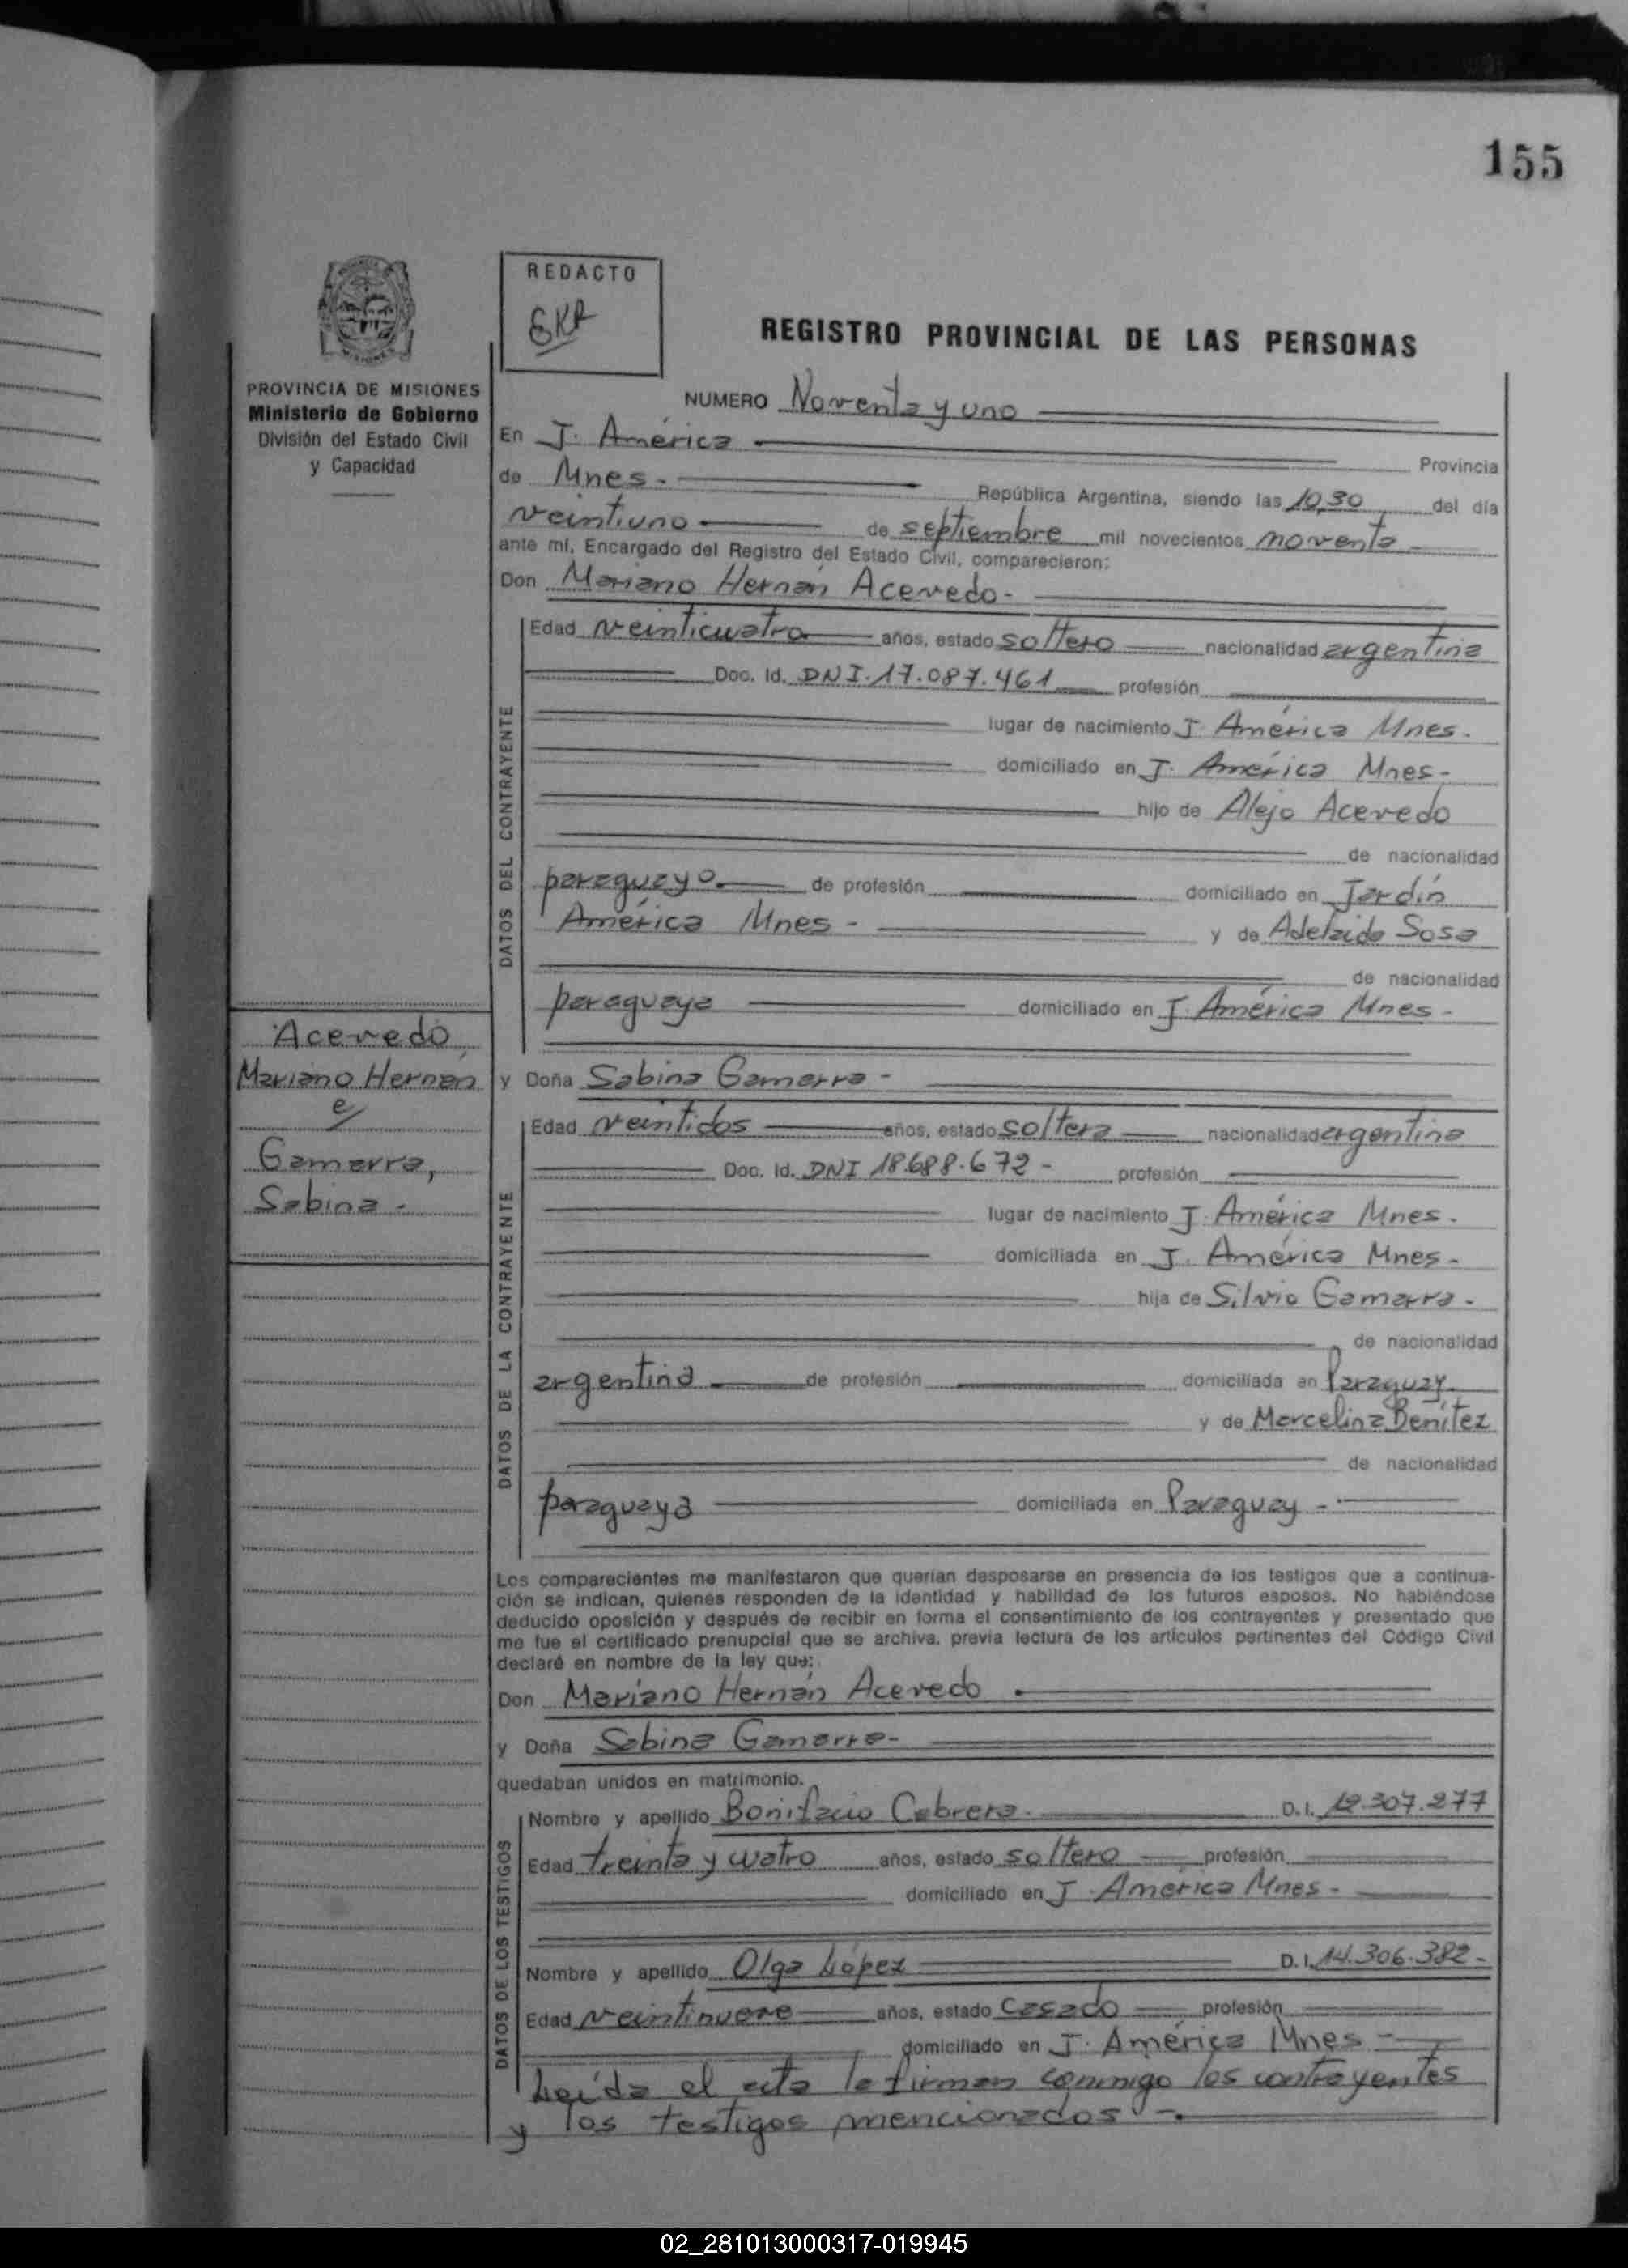 155
REDACTO
REGISTRO PROVINCIAL DE LAS PERSONAS
PROVINCIA DE MISIONES
Ministerio de Gobierno
División del Estado Civil
y Capacidad
NUMERO Noventa y uno
En J. América Provincia
de Mnes. - República Argentina, siendo las 10,30 del día
veintiuno de septiembre mil novecientos noventa
ante mí, Encargado del Registro del Estado Civil, comparecieron:
Don Mariano Hernán Acevedo -
DATOS DEL CONTRAYENTE
Edad veinticuatro años, estado soltero nacionalidad argentina
Doc. Id. DNI. 17.087.461 profesión
lugar de nacimiento J. América Mnes.
domiciliado en J. América Mnes -
hijo de Alejo Acevedo
de nacionalidad
paraguayo de profesión domiciliado en Jardín
América Mnes - y de Adelaida Sosa
de nacionalidad
paraguaya domiciliado en J. América Mnes -
Acevedo,
Mariano Hernan
e/
Gamarra,
Sabina -
y Doña Sabina Gamarra -
DATOS DE LA CONTRAYENTE
Edad veintidos años, estado soltera nacionalidad argentina
Doc. Id. DNI 18.688.672 - profesión
lugar de nacimiento J. América Mnes.
domiciliada en J. América Mnes -
hija de Silvio Gamarra -
de nacionalidad
argentina de profesión domiciliada en Paraguay
y de Marcelina Benítez
de nacionalidad
paraguaya domiciliada en Paraguay -
Los comparecientes me manifestaron que querían desposarse en presencia de los testigos que a continua-
ción se indican, quienes responden de la identidad y habilidad de los futuros esposos. No habiéndose
deducido oposición y después de recibir en forma el consentimiento de los contrayentes y presentado que
me fue el certificado prenupcial que se archiva, previa lectura de los artículos pertinentes del Código Civil
declaré en nombre de la ley que:
Don Mariano Hernán Acevedo
y Doña Sabina Gamarra -
quedaban unidos en matrimonio.
DATOS DE LOS TESTIGOS
Nombre y apellido Bonifacio Cabrera - D.I. 12.307.277
Edad treinta y cuatro años, estado soltero profesión
domiciliado en J. América Mnes -
Nombre y apellido Olga López D.I. 14.306.382 -
Edad veintinueve años, estado Casado profesión
domiciliado en J. América Mnes -
Leída el acta la firman conmigo los contrayentes
y los testigos mencionados -
02_281013000317-019945